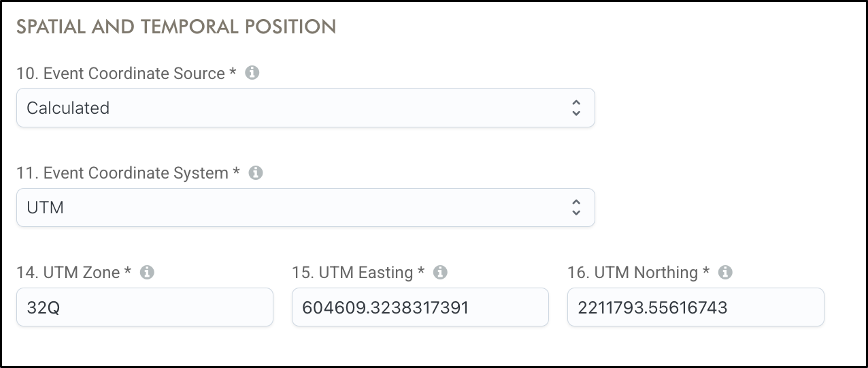 SPATIAL AND TEMPORAL POSITION
10. Event Coordinate Source *
Calculated
11. Event Coordinate System *
UTM
14. UTM Zone * 15. UTM Easting * 16. UTM Northing *
32Q 604609.3238317391 2211793.55616743